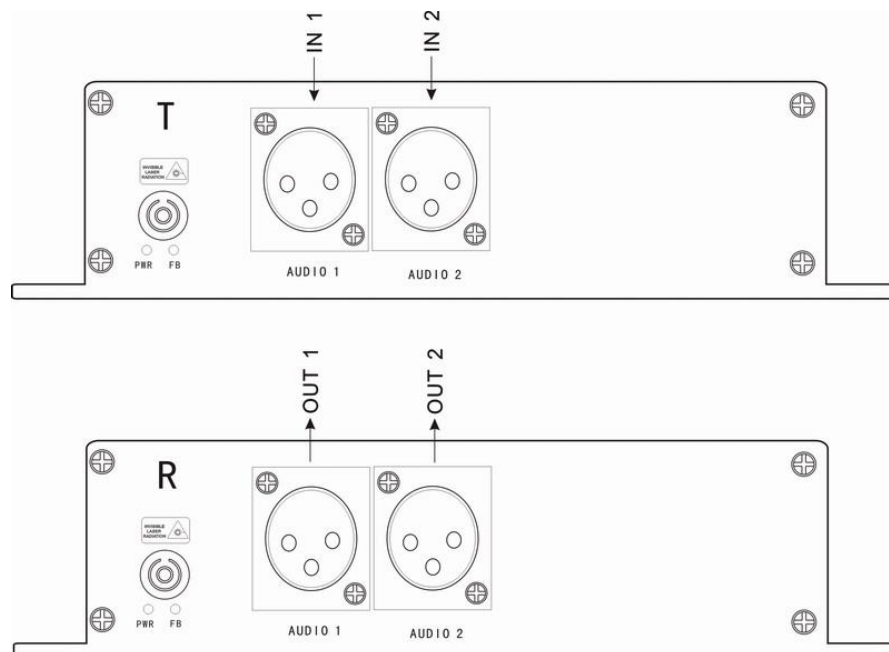 IN 1
IN 2
T
INVISIBLE
LASER
RADIATION
PWR FB
AUDIO 1
AUDIO 2
OUT 1
OUT 2
R
INVISIBLE
LASER
RADIATION
PWR FB
AUDIO 1
AUDIO 2